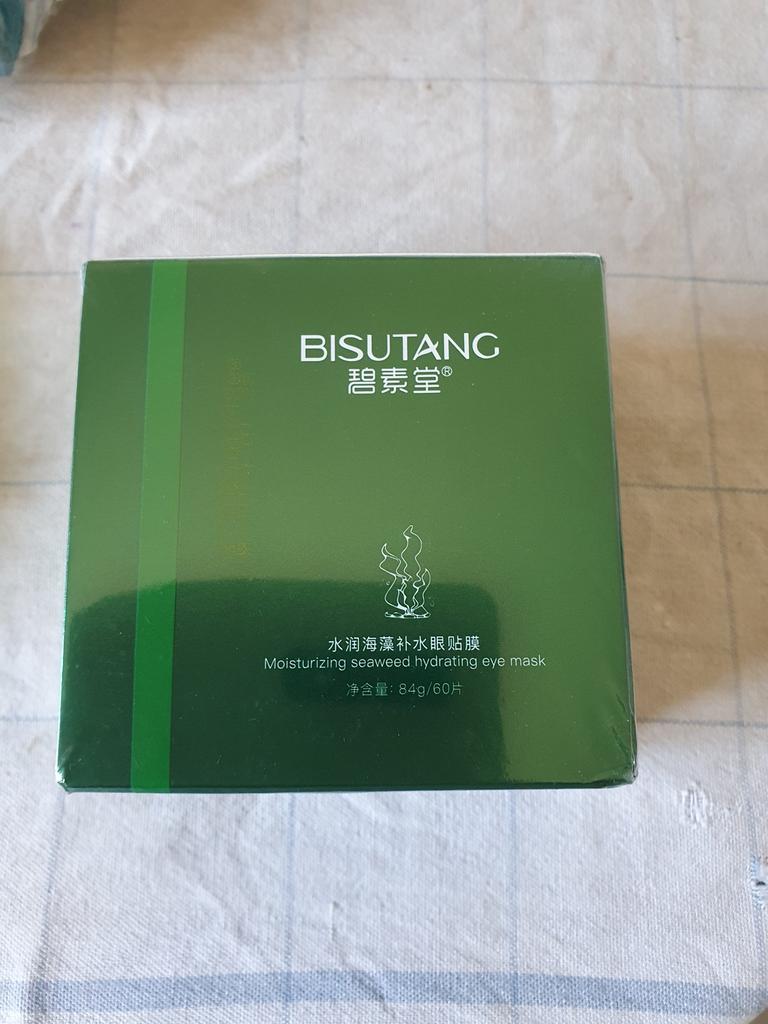 BISUTANG
碧素堂®
水润海藻补水眼贴膜
Moisturizing seaweed hydrating eye mask
净含量: 84g/60片